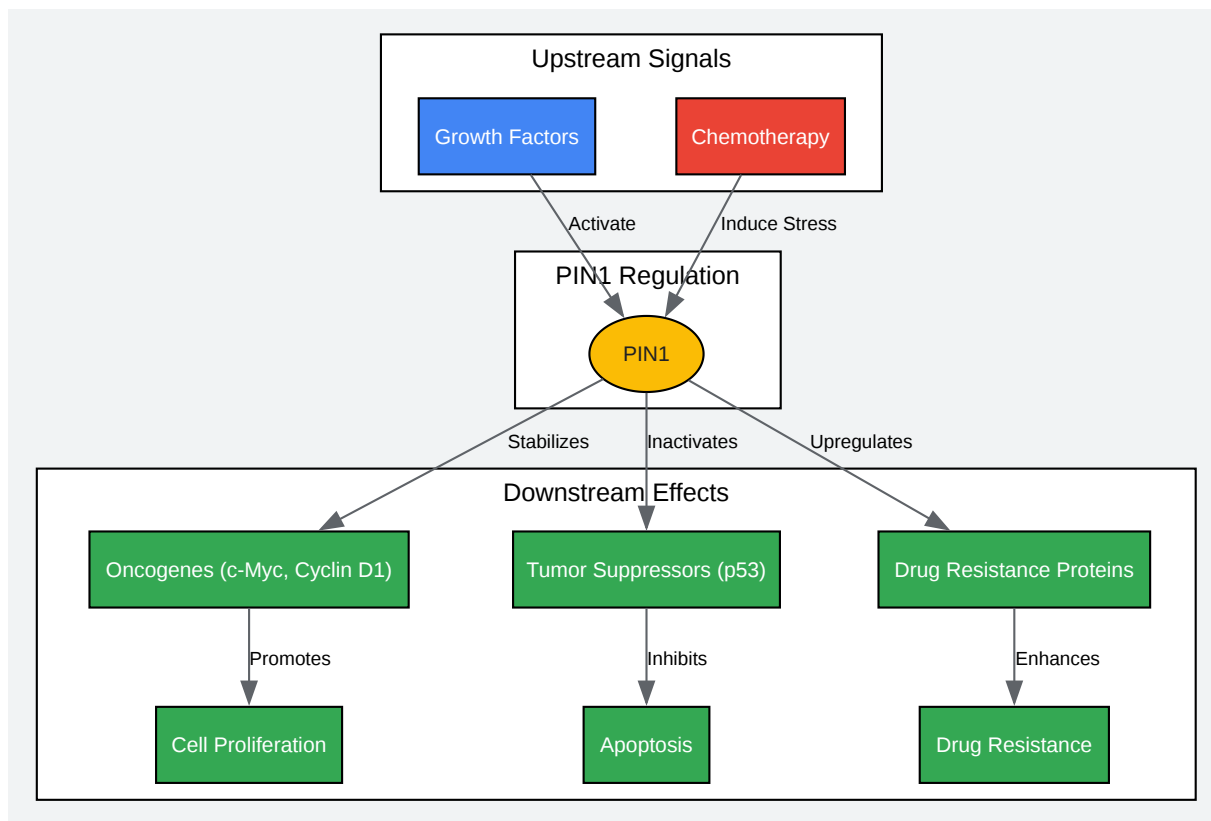 Upstream Signals
Growth Factors
Chemotherapy
Activate
Induce Stress
PIN1 Regulation
PIN1
Stabilizes
Inactivates
Upregulates
Downstream Effects
Oncogenes (c-Myc, Cyclin D1)
Tumor Suppressors (p53)
Drug Resistance Proteins
Promotes
Inhibits
Enhances
Cell Proliferation
Apoptosis
Drug Resistance